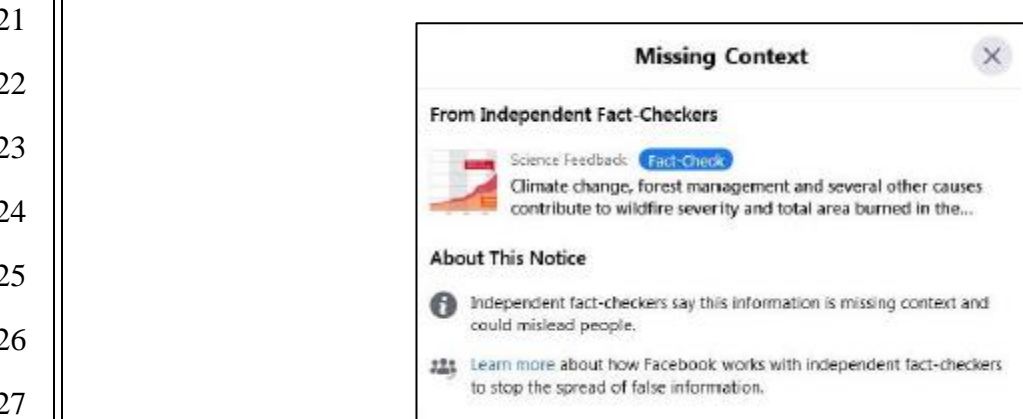 21
Missing Context
22
From Independent Fact-Checkers
23
Science Feedback Fact-Check
Climate change, forest management and several other causes
24
contribute to wildfire severity and total area burned in the...
25
About This Notice
Independent fact-checkers say this information is missing context and
26
could mislead people.
Learn more about how Facebook works with independent fact-checkers
27
to stop the spread of false information.